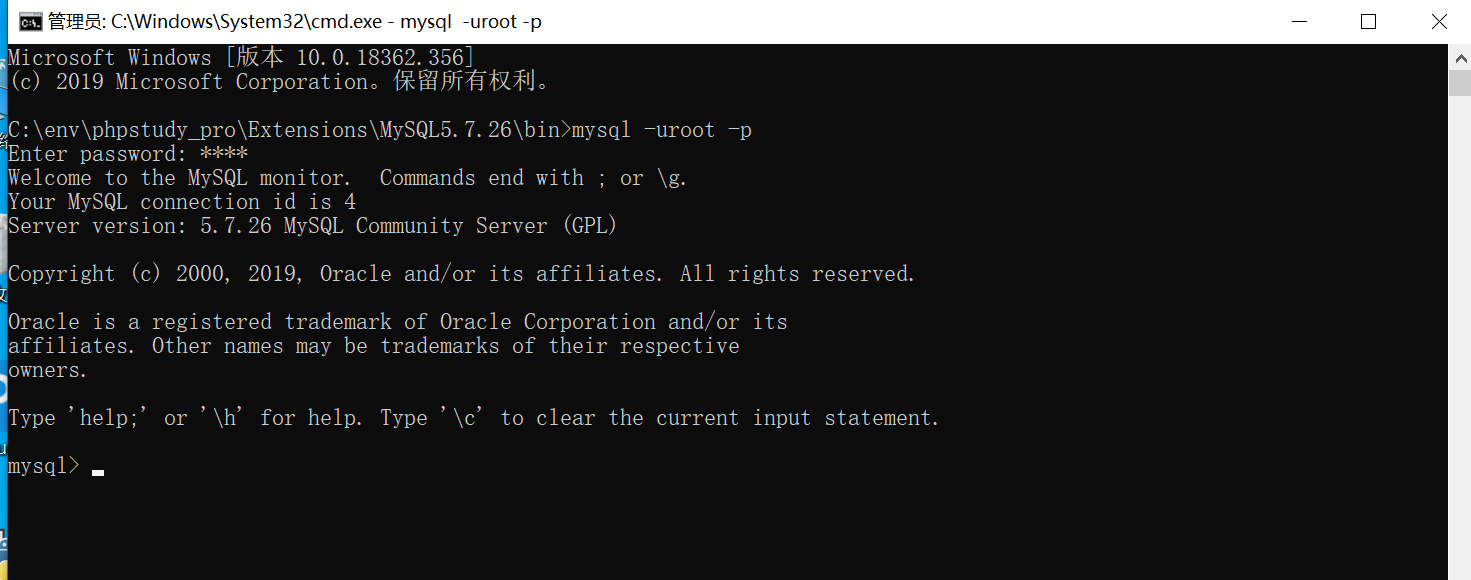 管理员: C:\Windows\System32\cmd.exe - mysql  -uroot -p
Microsoft Windows [版本 10.0.18362.356]
(c) 2019 Microsoft Corporation。保留所有权利。
C:\env\phpstudy_pro\Extensions\MySQL5.7.26\bin>mysql -uroot -p
Enter password: ****
Welcome to the MySQL monitor.  Commands end with ; or \g.
Your MySQL connection id is 4
Server version: 5.7.26 MySQL Community Server (GPL)
Copyright (c) 2000, 2019, Oracle and/or its affiliates. All rights reserved.
Oracle is a registered trademark of Oracle Corporation and/or its
affiliates. Other names may be trademarks of their respective
owners.
Type 'help;' or '\h' for help. Type '\c' to clear the current input statement.
mysql>